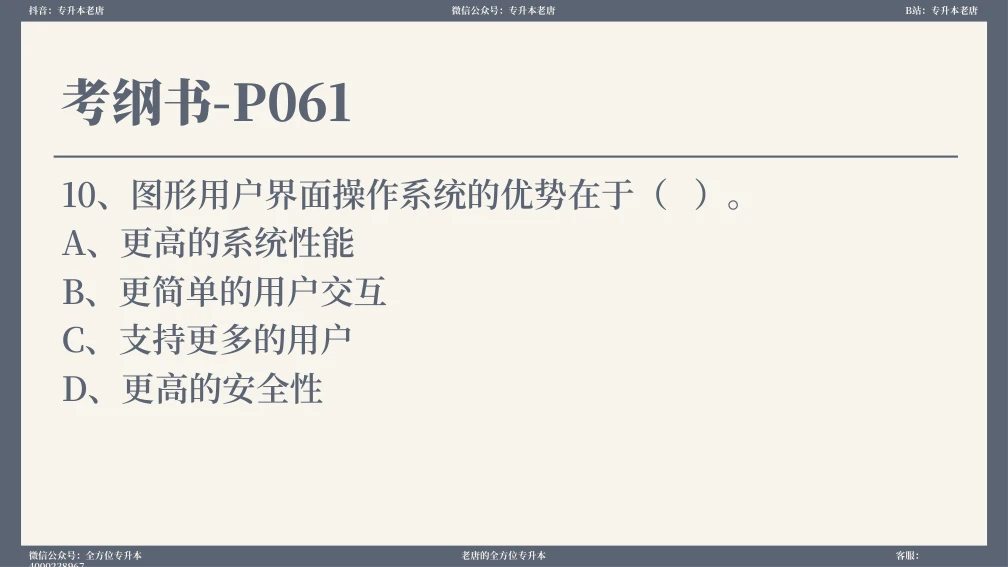 抖音：专升本老唐
微信公众号：专升本老唐
B站：专升本老唐
考纲书-P061
10、图形用户界面操作系统的优势在于（  ）。
A、更高的系统性能
B、更简单的用户交互
C、支持更多的用户
D、更高的安全性
微信公众号：全方位专升本
老唐的全方位专升本
客服：
4000238967